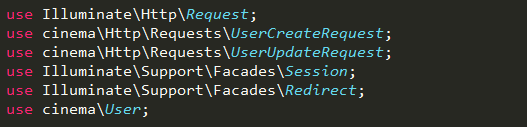 use Illuminate\Http\Request;
use cinema\Http\Requests\UserCreateRequest;
use cinema\Http\Requests\UserUpdateRequest;
use Illuminate\Support\Facades\Session;
use Illuminate\Support\Facades\Redirect;
use cinema\User;